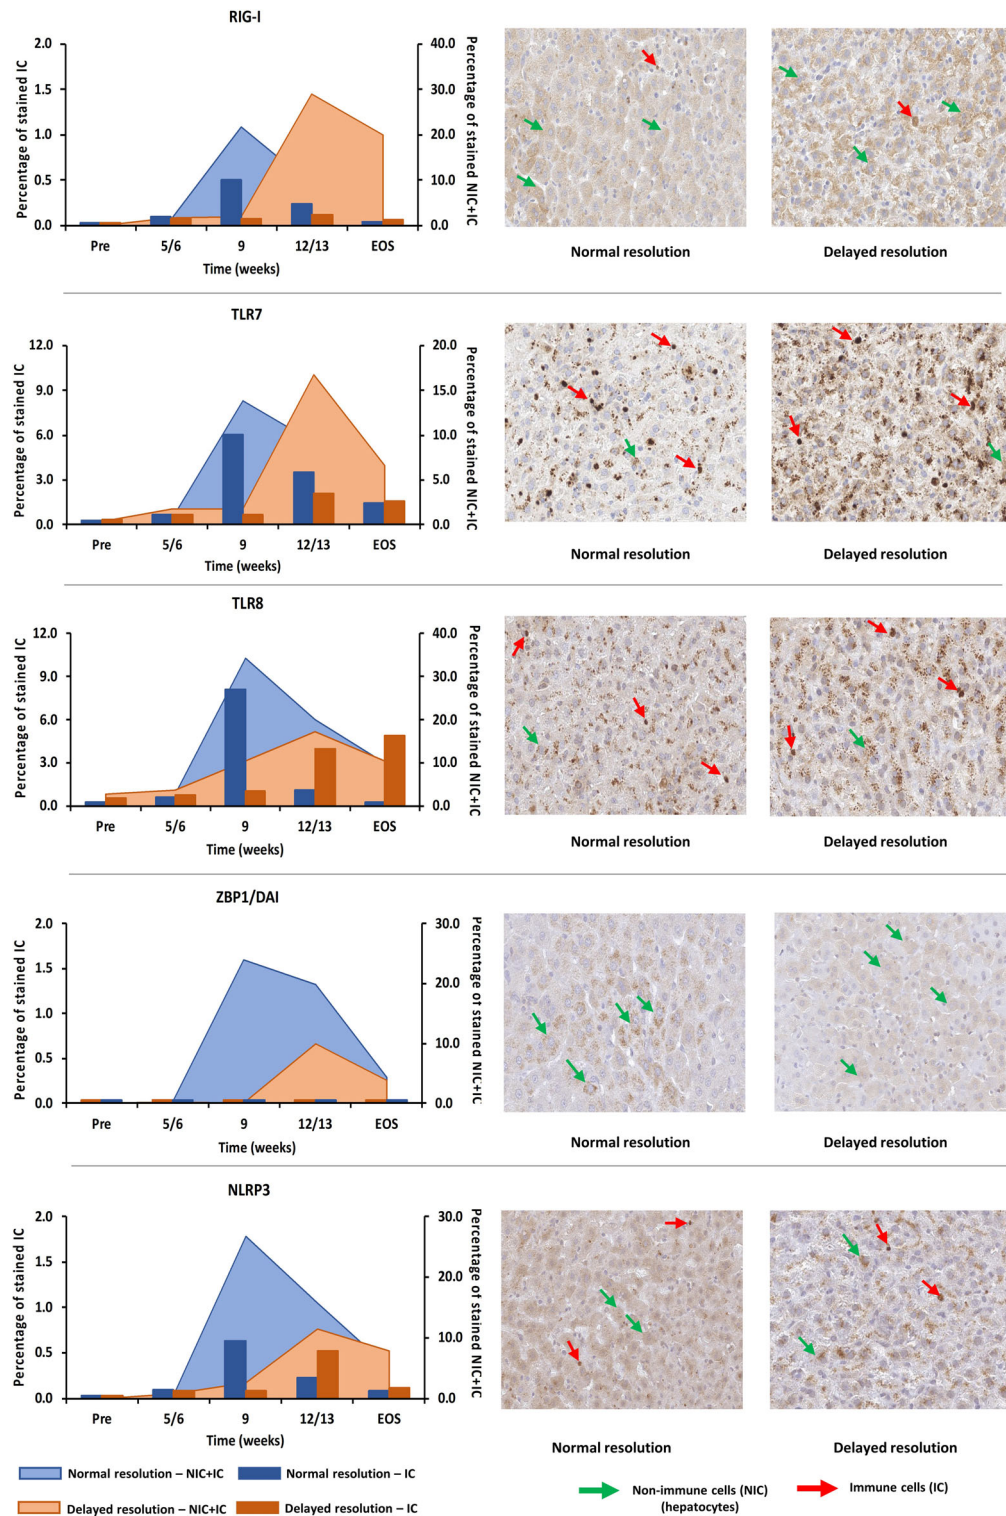 RIG-I
Percentage of stained IC
2.0
1.5
1.0
0.5
0.0
40.0
30.0
20.0
10.0
0.0
Percentage of stained NIC+IC
Pre 5/6 9 12/13 EOS
Time (weeks)
Normal resolution
Delayed resolution
TLR7
Percentage of stained IC
12.0
9.0
6.0
3.0
0.0
20.0
15.0
10.0
5.0
0.0
Percentage of stained NIC+IC
Pre 5/6 9 12/13 EOS
Time (weeks)
Normal resolution
Delayed resolution
TLR8
Percentage of stained IC
12.0
9.0
6.0
3.0
0.0
40.0
30.0
20.0
10.0
0.0
Percentage of stained NIC+IC
Pre 5/6 9 12/13 EOS
Time (weeks)
Normal resolution
Delayed resolution
ZBP1/DAI
Percentage of stained IC
2.0
1.5
1.0
0.5
0.0
30.0
20.0
10.0
0.0
Percentage of stained NIC+IC
Pre 5/6 9 12/13 EOS
Time (weeks)
Normal resolution
Delayed resolution
NLRP3
Percentage of stained IC
2.0
1.5
1.0
0.5
0.0
30.0
20.0
10.0
0.0
Percentage of stained NIC+IC
Pre 5/6 9 12/13 EOS
Time (weeks)
Normal resolution
Delayed resolution
Normal resolution – NIC+IC
Normal resolution – IC
Delayed resolution – NIC+IC
Delayed resolution – IC
Non-immune cells (NIC)
(hepatocytes)
Immune cells (IC)